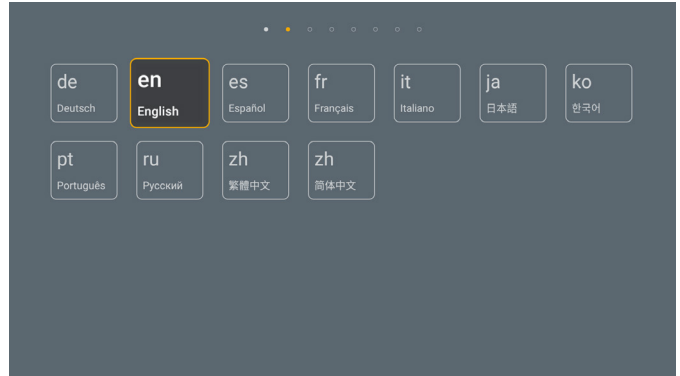 de
Deutsch
en
English
es
Español
fr
Français
it
Italiano
ja
日本語
ko
한국어
pt
Português
ru
Русский
zh
繁體中文
zh
简体中文